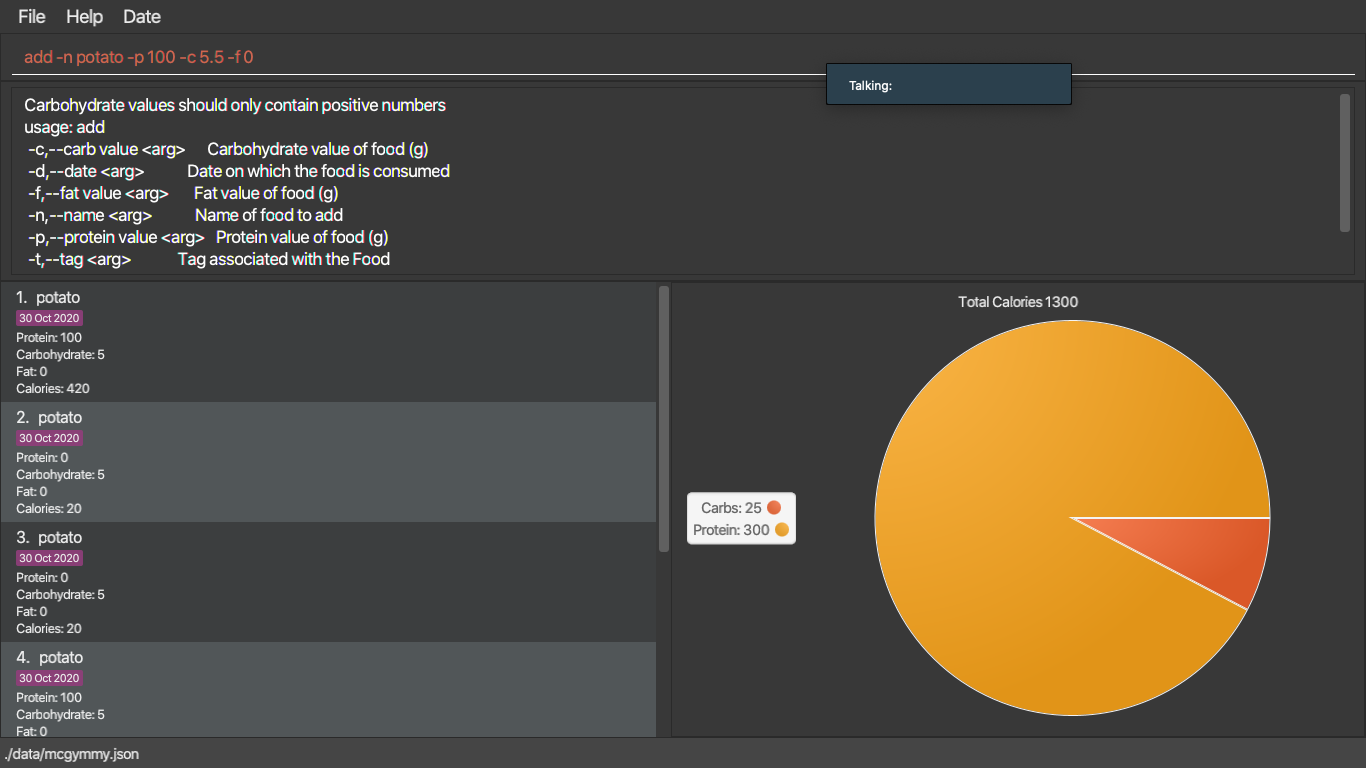 File Help Date
add -n potato -p 100 -c 5.5 -f 0
Talking:
Carbohydrate values should only contain positive numbers
usage: add
-c,--carb value <arg> Carbohydrate value of food (g)
-d,--date <arg> Date on which the food is consumed
-f,--fat value <arg> Fat value of food (g)
-n,--name <arg> Name of food to add
-p,--protein value <arg> Protein value of food (g)
-t,--tag <arg> Tag associated with the Food
1. potato
30 Oct 2020
Protein: 100
Carbohydrate: 5
Fat: 0
Calories: 420
2. potato
30 Oct 2020
Protein: 0
Carbohydrate: 5
Fat: 0
Calories: 20
3. potato
30 Oct 2020
Protein: 0
Carbohydrate: 5
Fat: 0
Calories: 20
4. potato
30 Oct 2020
Protein: 100
Carbohydrate: 5
Fat: 0
Total Calories 1300
Carbs: 25
Protein: 300
./data/mcgymmy.json